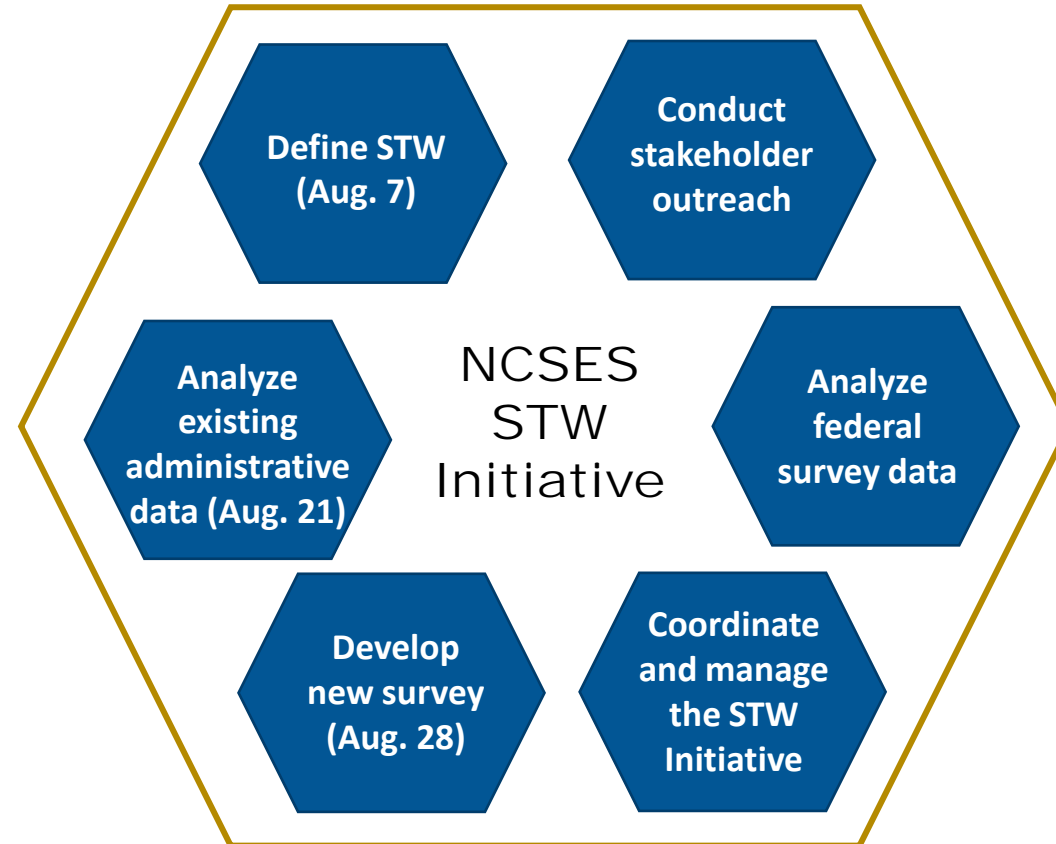 Define STW
(Aug. 7)
Conduct
stakeholder
outreach
Analyze
existing
administrative
data (Aug. 21)
NCSES
STW
Initiative
Analyze
federal
survey data
Develop
new survey
(Aug. 28)
Coordinate
and manage
the STW
Initiative